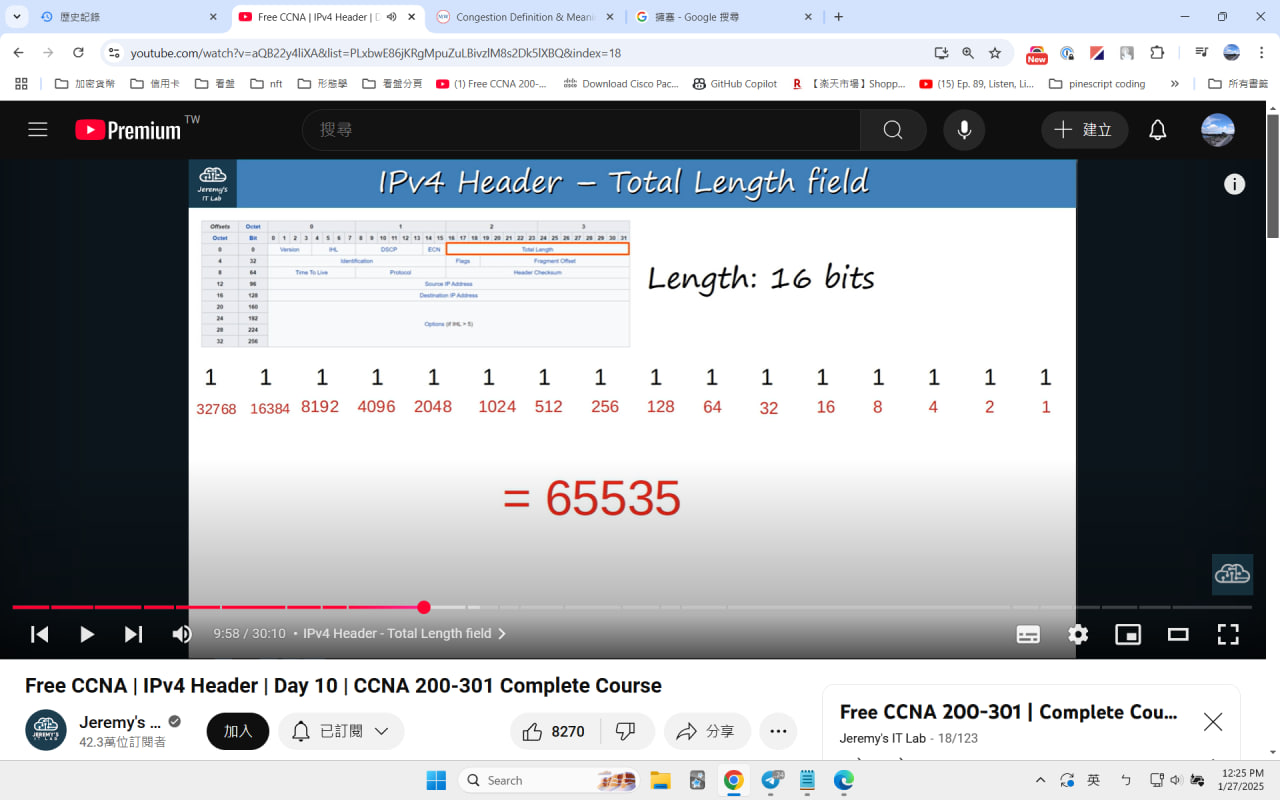 歷史記錄
Free CCNA | IPv4 Header | D
Congestion Definition & Meani
擁塞 - Google 搜尋
youtube.com/watch?v=aQB22y4liXA&list=PLxbwE86jKRgMpuZuLBivzlM8s2Dk5lXBQ&index=18
New
加密貨幣
信用卡
看盤
nft
形態學
看盤分頁
(1) Free CCNA 200-...
Download Cisco Pac...
GitHub Copilot
【楽天市場】Shopp...
(15) Ep. 89, Listen, Li...
pinescript coding
所有書籤
Premium TW
搜尋
建立
Jeremy's
IT Lab
IPv4 Header – Total Length field
Offsets Octet 0 1 2 3
Octet Bit 0 1 2 3 4 5 6 7 8 9 10 11 12 13 14 15 16 17 18 19 20 21 22 23 24 25 26 27 28 29 30 31
0 0 Version IHL DSCP ECN Total Length
4 32 Identification Flags Fragment Offset
8 64 Time To Live Protocol Header Checksum
12 96 Source IP Address
16 128 Destination IP Address
20 160
24 192
Options (if IHL > 5)
28 224
32 256
Length: 16 bits
1 1 1 1 1 1 1 1 1 1 1 1 1 1 1 1
32768 16384 8192 4096 2048 1024 512 256 128 64 32 16 8 4 2 1
= 65535
9:58 / 30:10 • IPv4 Header - Total Length field
Free CCNA | IPv4 Header | Day 10 | CCNA 200-301 Complete Course
JEREMY'S
IT LAB
Jeremy's ...
42.3萬位訂閱者
加入
已訂閱
8270
分享
Free CCNA 200-301 | Complete Cou...
Jeremy's IT Lab - 18/123
Search
英
ㄅ
12:25 PM
1/27/2025